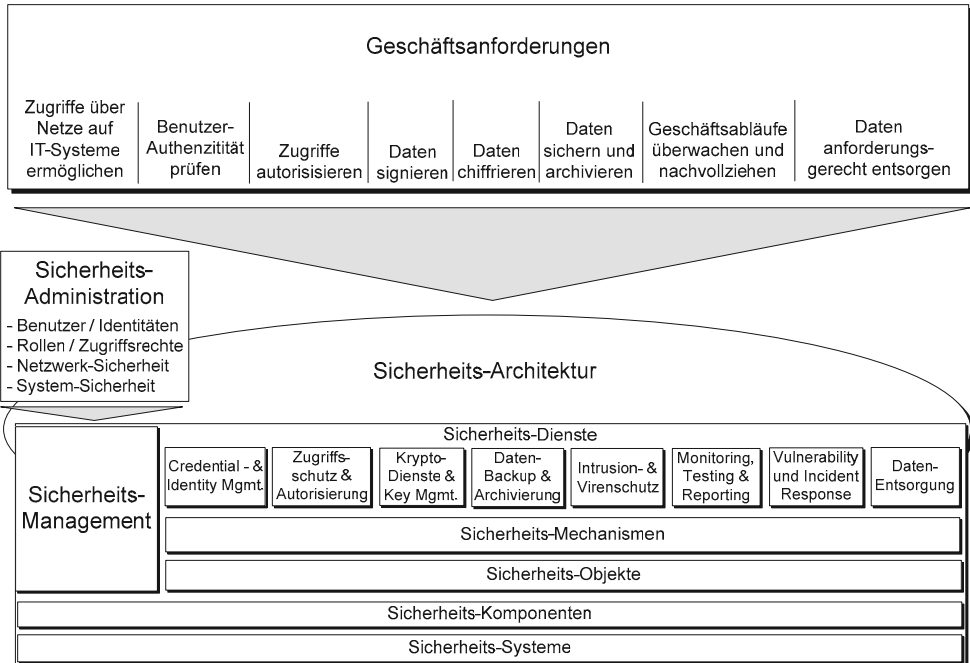 Geschäftsanforderungen
Zugriffe über
Netze auf
IT-Systeme
ermöglichen
Benutzer-
Authenzitität
prüfen
Zugriffe
autorisisieren
Daten
signieren
Daten
chiffrieren
Daten
sichern und
archivieren
Geschäftsabläufe
überwachen und
nachvollziehen
Daten
anforderungs-
gerecht entsorgen
Sicherheits-
Administration
- Benutzer / Identitäten
- Rollen / Zugriffsrechte
- Netzwerk-Sicherheit
- System-Sicherheit
Sicherheits-Architektur
Sicherheits-
Management
Sicherheits-Dienste
Credential - &
Identity Mgmt.
Zugriffs-
schutz &
Autorisierung
Krypto-
Dienste &
Key Mgmt.
Daten-
Backup &
Archivierung
Intrusion- &
Virenschutz
Monitoring,
Testing &
Reporting
Vulnerability
und Incident
Response
Daten-
Entsorgung
Sicherheits-Mechanismen
Sicherheits-Objekte
Sicherheits-Komponenten
Sicherheits-Systeme